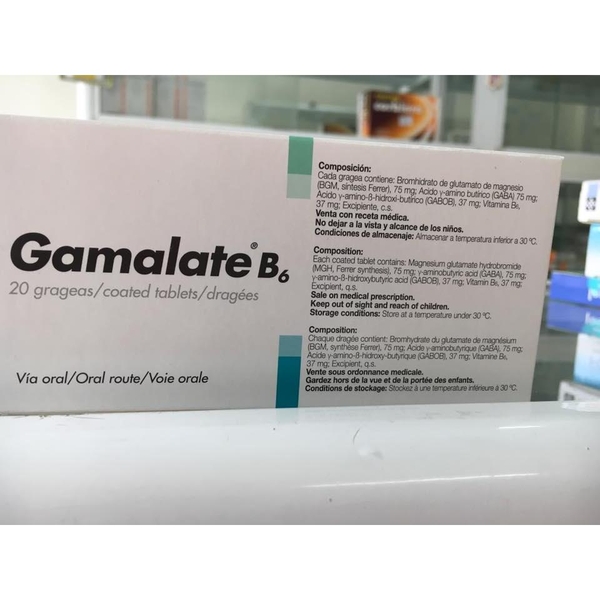 Gamalate® B6
20 grageas/coated tablets/dragées
Vía oral/Oral route/Voie orale
Composición:
Cada gragea contiene: Bromhidrato de glutamato de magnesio
(BGM, síntesis Ferrer), 75 mg; Acido γ-amino butírico (GABA) 75 mg;
Acido γ-amino-ß-hidroxi-butírico (GABOB), 37 mg; Vitamina B6,
37 mg; Excipiente, c.s.
Venta con receta médica.
No dejar a la vista y alcance de los niños.
Condiciones de almacenaje: Almacenar a temperatura inferior a 30 ºC.
Composition:
Each coated tablet contains: Magnesium glutamate hydrobromide
(MGH, Ferrer synthesis), 75 mg; γ-aminobutyric acid (GABA), 75 mg;
γ-amino-ß-hydroxybutyric acid (GABOB), 37 mg; Vitamin B6, 37 mg;
Excipient, q.s.
Sale on medical prescription.
Keep out of sight and reach of children.
Storage conditions: Store at a temperature under 30 ºC.
Composition:
Chaque dragée contient: Bromhydrate du glutamate de magnésium
(BGM, synthèse Ferrer), 75 mg; Acide γ-aminobutyrique (GABA), 75 mg;
Acide γ-amino-ß-hidroxy-butyrique (GABOB), 37 mg; Vitamine B6,
37 mg; Excipient, q.s.
Vente sous ordonnance medicale.
Gardez hors de la vue et de la portée des enfants.
Conditions de stockage: Stockez à une température inférieure à 30 ºC.